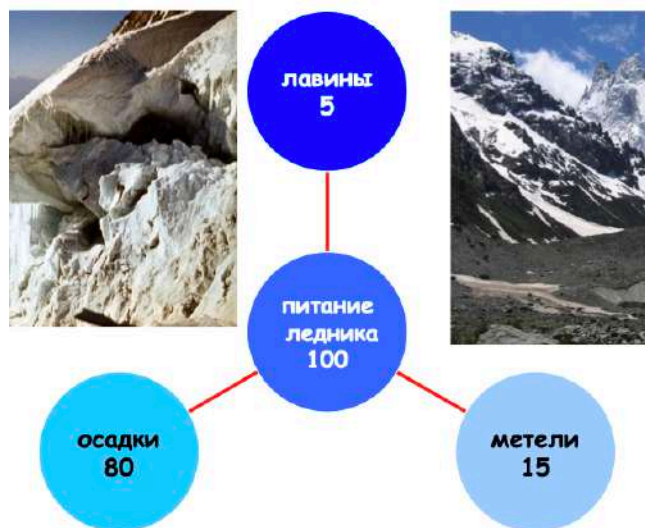 лавины
5
питание
ледника
100
осадки
80
метели
15